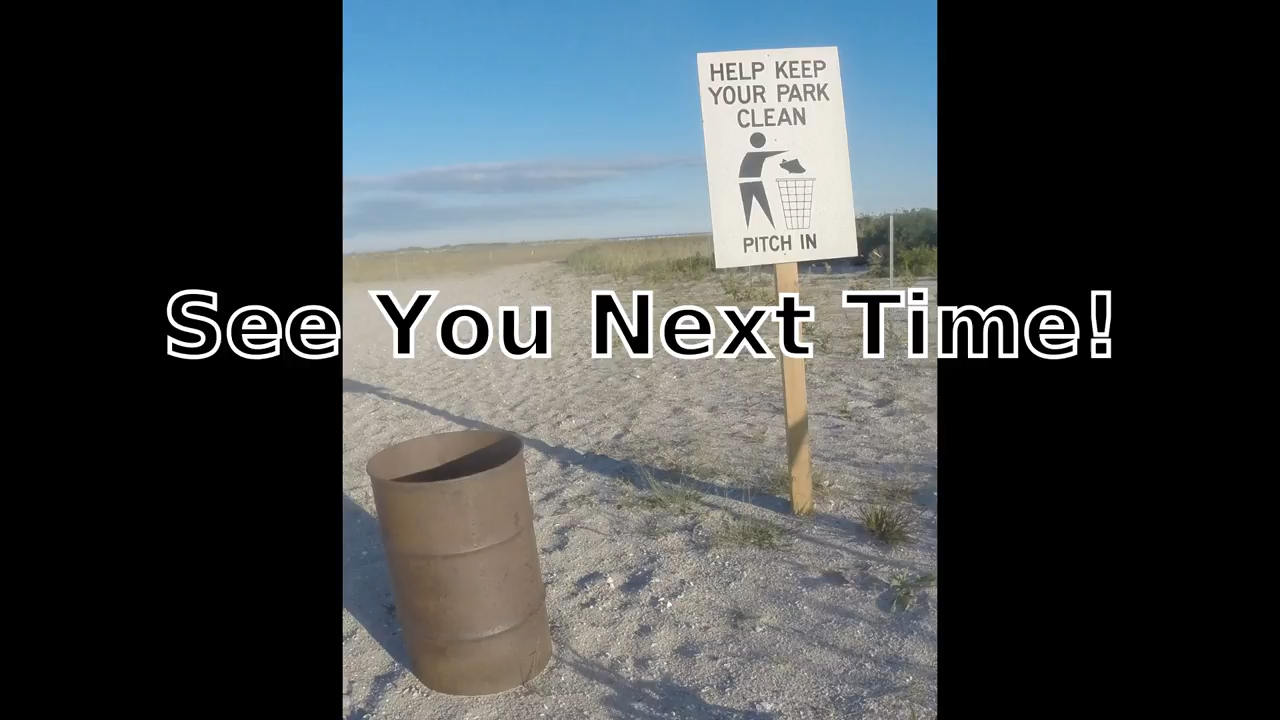 HELP KEEP
YOUR PARK
CLEAN
PITCH IN
See You Next Time!